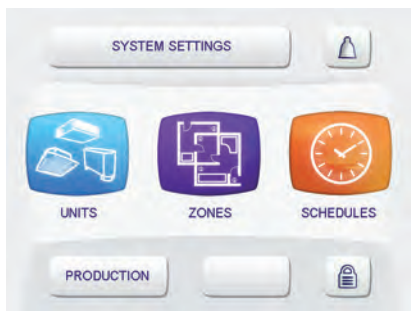 SYSTEM SETTINGS
UNITS
ZONES
SCHEDULES
PRODUCTION